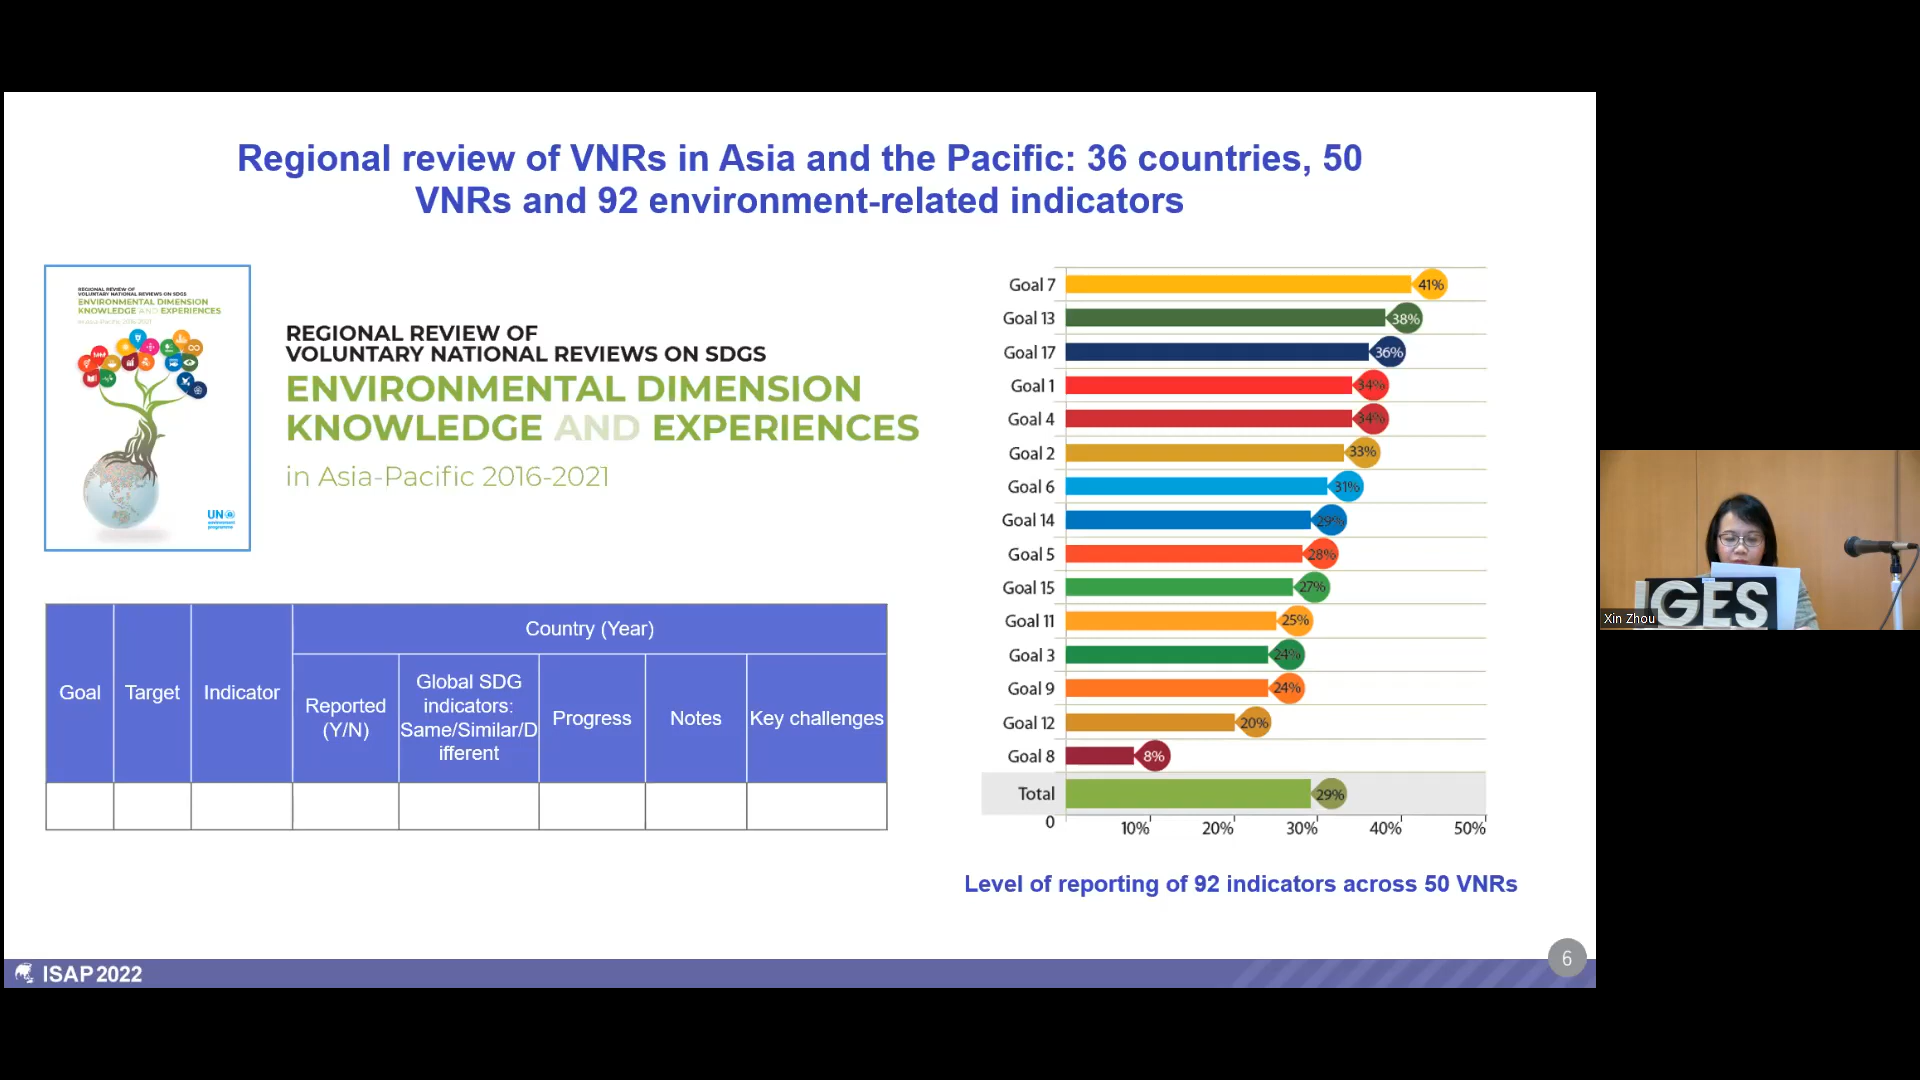 Regional review of VNRs in Asia and the Pacific: 36 countries, 50
VNRs and 92 environment-related indicators
REGIONAL REVIEW OF
VOLUNTARY NATIONAL REVIEWS ON SDGS
ENVIRONMENTAL DIMENSION
KNOWLEDGE AND EXPERIENCES
in Asia-Pacific 2016-2021
UN
environment
programme
REGIONAL REVIEW OF
VOLUNTARY NATIONAL REVIEWS ON SDGS
ENVIRONMENTAL DIMENSION
KNOWLEDGE AND EXPERIENCES
in Asia-Pacific 2016-2021
Goal
Target
Indicator
Country (Year)
Reported
(Y/N)
Global SDG
indicators:
Same/Similar/D
ifferent
Progress
Notes
Key challenges
Goal 7 41%
Goal 13 38%
Goal 17 36%
Goal 1 34%
Goal 4 34%
Goal 2 33%
Goal 6 31%
Goal 14 29%
Goal 5 28%
Goal 15 27%
Goal 11 25%
Goal 3 24%
Goal 9 24%
Goal 12 20%
Goal 8 8%
Total 29%
0 10% 20% 30% 40% 50%
Level of reporting of 92 indicators across 50 VNRs
ISAP 2022
6
IGES
Xin Zhou